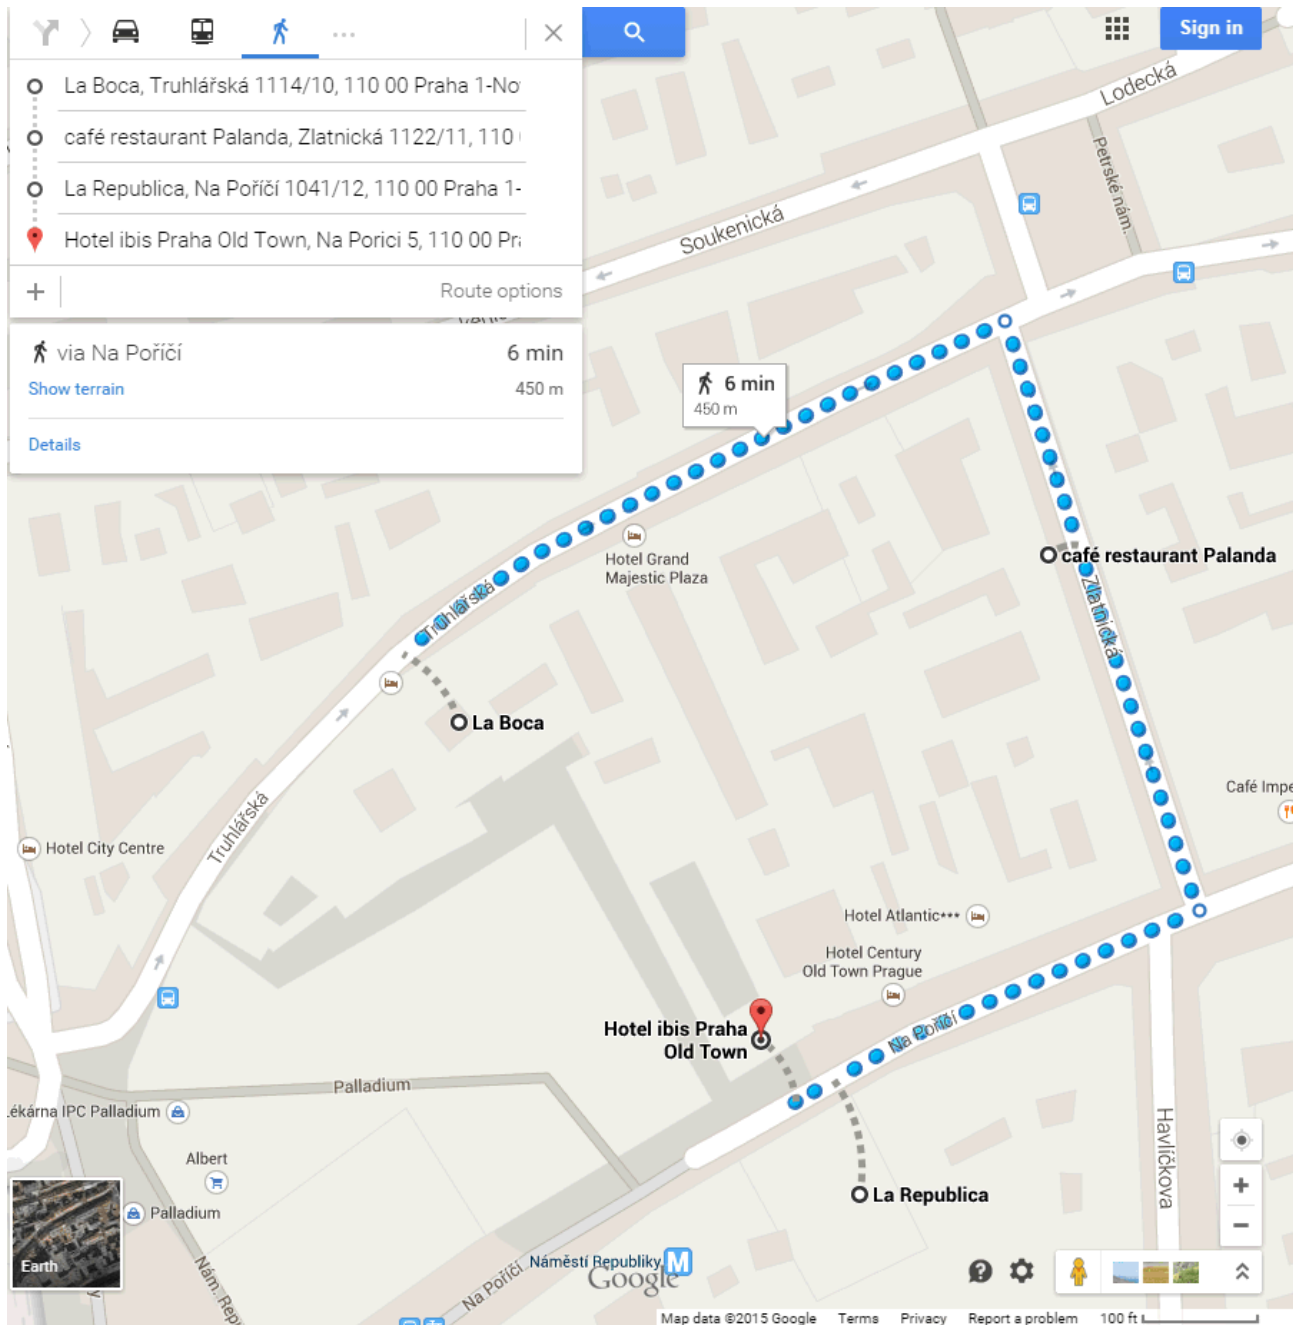 Sign in
La Boca, Truhlářská 1114/10, 110 00 Praha 1-No
café restaurant Palanda, Zlatnická 1122/11, 110
La Republica, Na Poříčí 1041/12, 110 00 Praha 1-
Hotel ibis Praha Old Town, Na Porici 5, 110 00 Pra
Route options
via Na Poříčí
6 min
Show terrain
450 m
Details
Lodecká
Petrské nám.
Soukenická
6 min
450 m
Hotel Grand
Majestic Plaza
café restaurant Palanda
Truhlářská
Zlatnická
La Boca
Truhlářská
Café Impe
Hotel City Centre
Hotel Atlantic***
Hotel Century
Old Town Prague
Hotel ibis Praha
Old Town
Na Poříčí
Palladium
Lékárna IPC Palladium
Albert
Havlíčkova
La Republica
Palladium
Earth
Nám. Rep
Na Poříčí
Náměstí Republiky
M
Google
Map data ©2015 Google
Terms
Privacy
Report a problem
100 ft